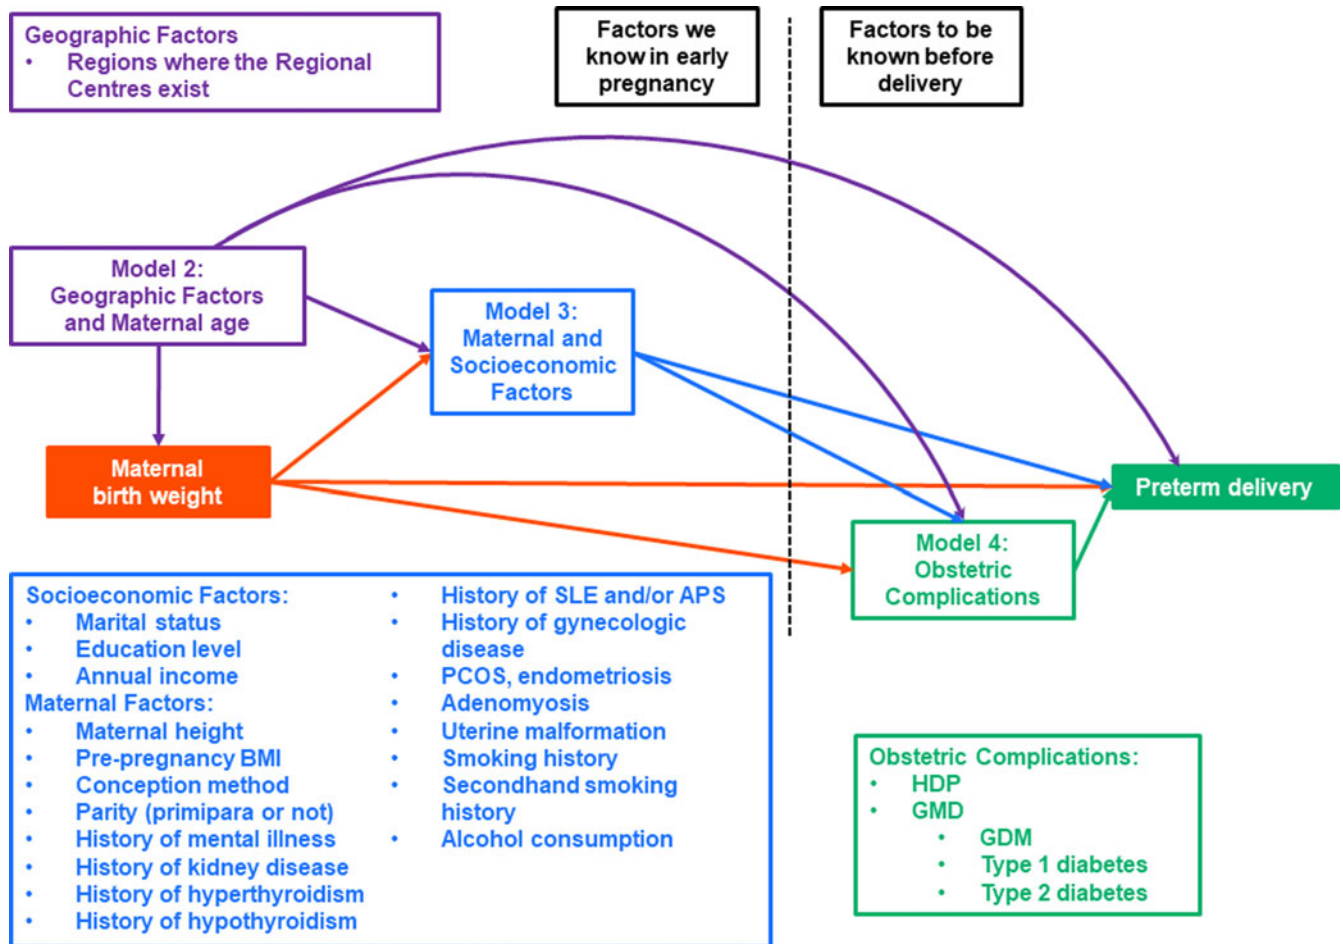 Geographic Factors
• Regions where the Regional
Centres exist
Factors we
know in early
pregnancy
Factors to be
known before
delivery
Model 2:
Geographic Factors
and Maternal age
Model 3:
Maternal and
Socioeconomic
Factors
Maternal
birth weight
Preterm delivery
Model 4:
Obstetric
Complications
Socioeconomic Factors:
• Marital status
• Education level
• Annual income
Maternal Factors:
• Maternal height
• Pre-pregnancy BMI
• Conception method
• Parity (primipara or not)
• History of mental illness
• History of kidney disease
• History of hyperthyroidism
• History of hypothyroidism
• History of SLE and/or APS
• History of gynecologic
disease
• PCOS, endometriosis
• Adenomyosis
• Uterine malformation
• Smoking history
• Secondhand smoking
history
• Alcohol consumption
Obstetric Complications:
• HDP
• GMD
• GDM
• Type 1 diabetes
• Type 2 diabetes